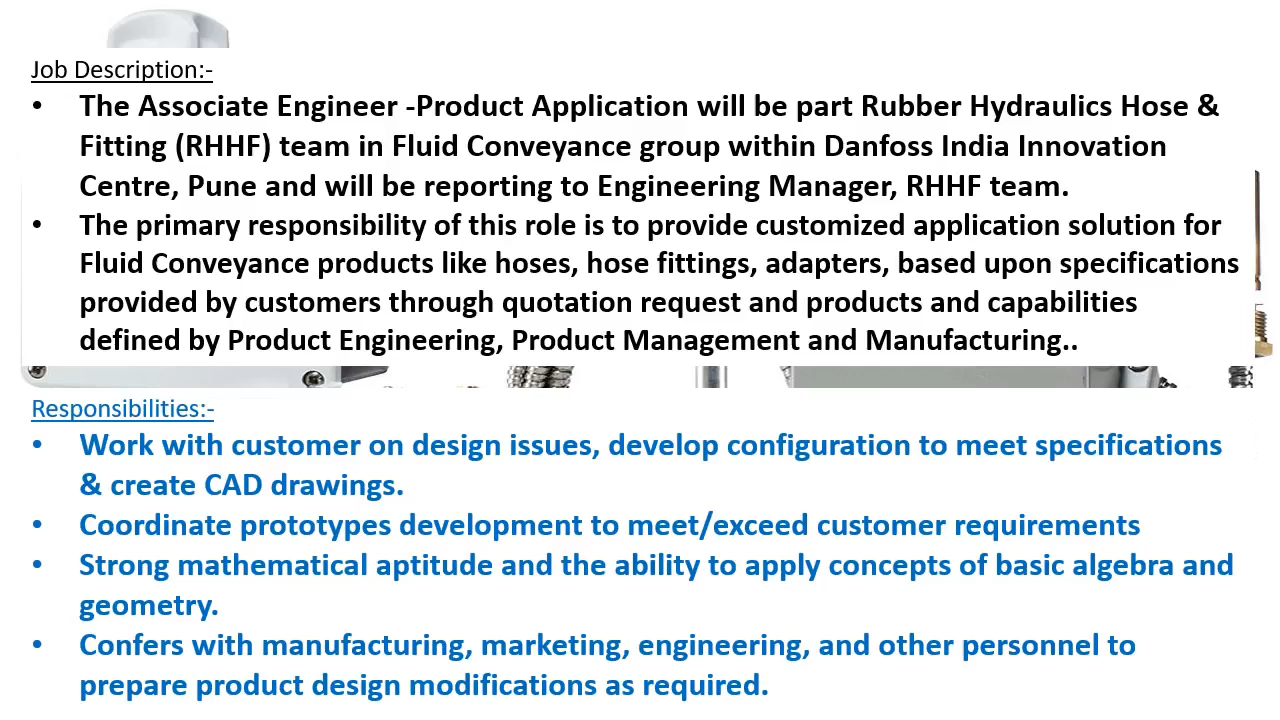 Job Description:-
• The Associate Engineer -Product Application will be part Rubber Hydraulics Hose &
Fitting (RHHF) team in Fluid Conveyance group within Danfoss India Innovation
Centre, Pune and will be reporting to Engineering Manager, RHHF team.
• The primary responsibility of this role is to provide customized application solution for
Fluid Conveyance products like hoses, hose fittings, adapters, based upon specifications
provided by customers through quotation request and products and capabilities
defined by Product Engineering, Product Management and Manufacturing..
Responsibilities:-
• Work with customer on design issues, develop configuration to meet specifications
& create CAD drawings.
• Coordinate prototypes development to meet/exceed customer requirements
• Strong mathematical aptitude and the ability to apply concepts of basic algebra and
geometry.
• Confers with manufacturing, marketing, engineering, and other personnel to
prepare product design modifications as required.